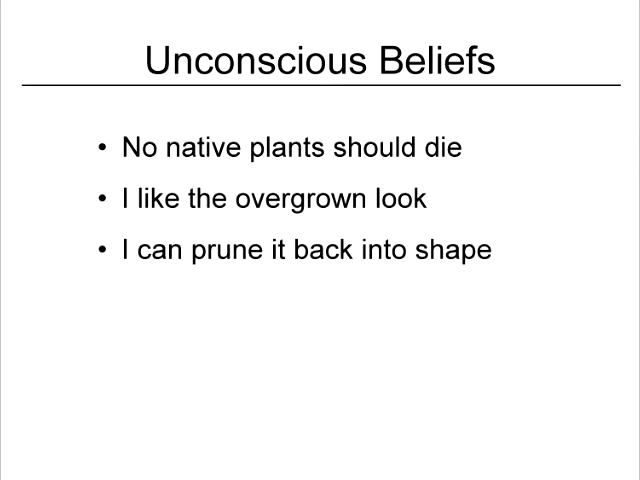 Unconscious Beliefs
• No native plants should die
• I like the overgrown look
• I can prune it back into shape